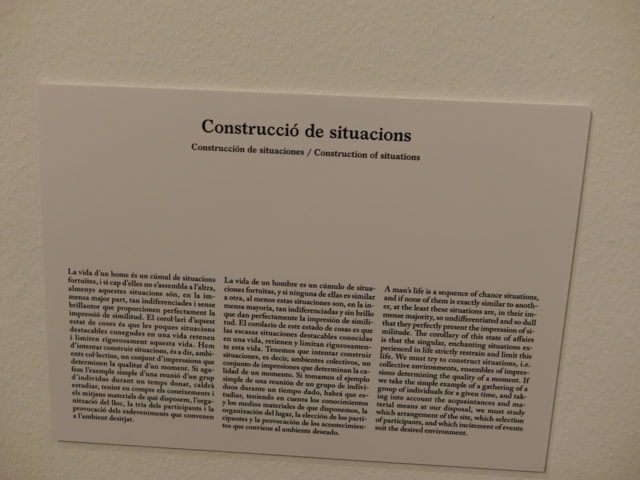 Construcció de situacions
Construcción de situaciones / Construction of situations
La vida d'un home és un cúmul de situacions
fortuïtes, i si cap d'elles no s'assembla a l'altra,
almenys aquestes situacions són, en la im-
mensa major part, tan indiferenciades i sense
brillantor que proporcionen perfectament la
impressió de similitud. El corol·lari d'aquest
estat de coses és que les poques situacions
destacables conegudes en una vida retenen
i limiten rigorosament aquesta vida. Hem
d'intentar construir situacions, és a dir, ambi-
ents col·lectius, un conjunt d'impressions que
determinen la qualitat d'un moment. Si aga-
fem l'exemple simple d'una reunió d'un grup
d'individus durant un temps donat, caldrà
estudiar, tenint en compte els coneixements i
els mitjans materials de què disposem, l'orga-
nització del lloc, la tria dels participants i la
provocació dels esdeveniments que convenen
a l'ambient desitjat.
La vida de un hombre es un cúmulo de situa-
ciones fortuitas, y si ninguna de ellas es similar
a otra, al menos estas situaciones son, en la in-
mensa mayoría, tan indiferenciadas y sin brillo
que dan perfectamente la impresión de simili-
tud. El corolario de este estado de cosas es que
las escasas situaciones destacables conocidas
en una vida, retienen y limitan rigurosamen-
te esta vida. Tenemos que intentar construir
situaciones, es decir, ambientes colectivos, un
conjunto de impresiones que determinan la ca-
lidad de un momento. Si tomamos el ejemplo
simple de una reunión de un grupo de indivi-
duos durante un tiempo dado, habrá que es-
tudiar, teniendo en cuenta los conocimientos
y los medios materiales de que disponemos, la
organización del lugar, la elección de los parti-
cipantes y la provocación de los acontecimien-
tos que conviene al ambiente deseado.
A man's life is a sequence of chance situations,
and if none of them is exactly similar to anoth-
er, at the least these situations are, in their im-
mense majority, so undifferentiated and so dull
that they perfectly present the impression of si-
militude. The corollary of this state of affairs
is that the singular, enchanting situations ex-
perienced in life strictly restrain and limit this
life. We must try to construct situations, i.e.
collective environments, ensembles of impres-
sions determining the quality of a moment. If
we take the simple example of a gathering of a
group of individuals for a given time, and tak-
ing into account the acquaintances and ma-
terial means at our disposal, we must study
which arrangement of the site, which selection
of participants, and which incitement of events
suit the desired environment.